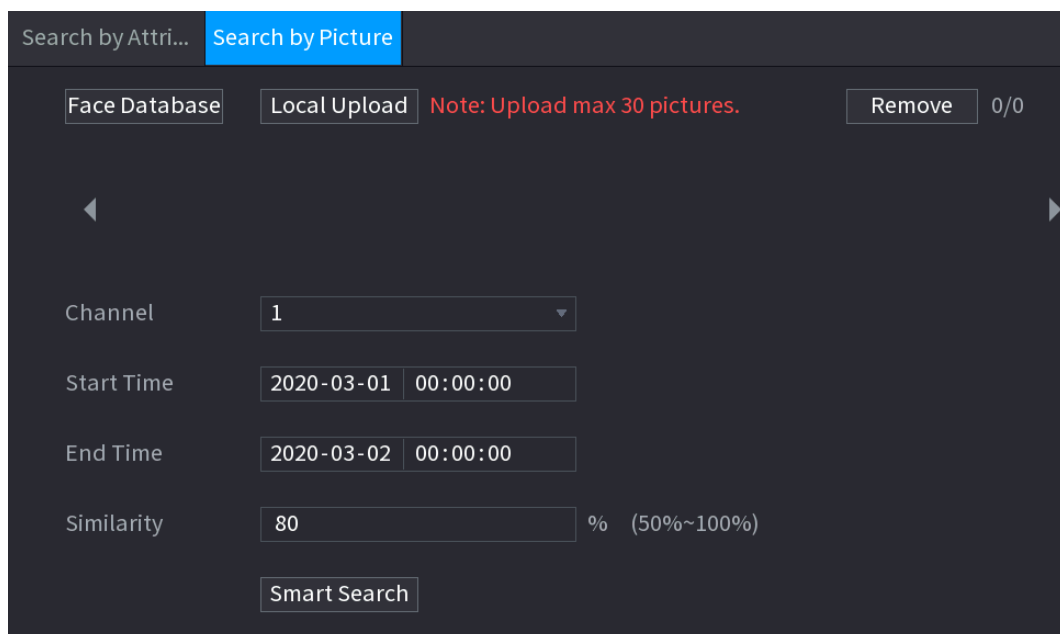 Search by Attri... Search by Picture
Face Database Local Upload Note: Upload max 30 pictures. Remove 0/0
Channel 1
Start Time 2020-03-01 00:00:00
End Time 2020-03-02 00:00:00
Similarity 80 % (50%~100%)
Smart Search